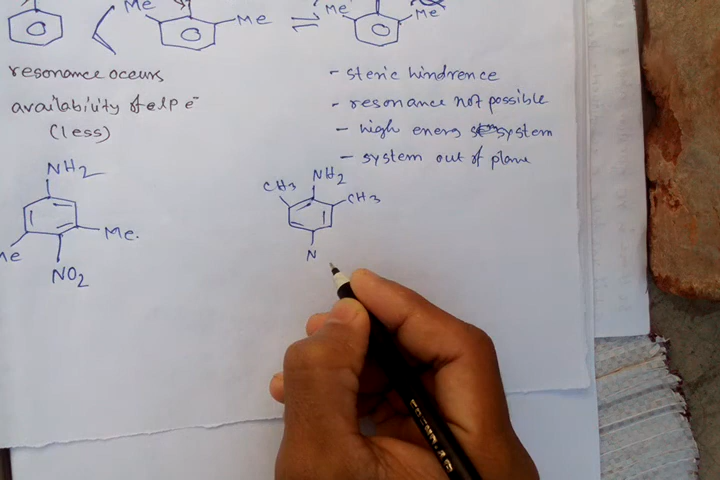 Me
Me
⇌
Me
Me
resonance occurs
availability of e lp e⁻
(less)
- steric hindrence
- resonance not possible
- high energ system
- system out of plane
NH2
Me
Me.
NO2
NH2
CH3
CH3
N